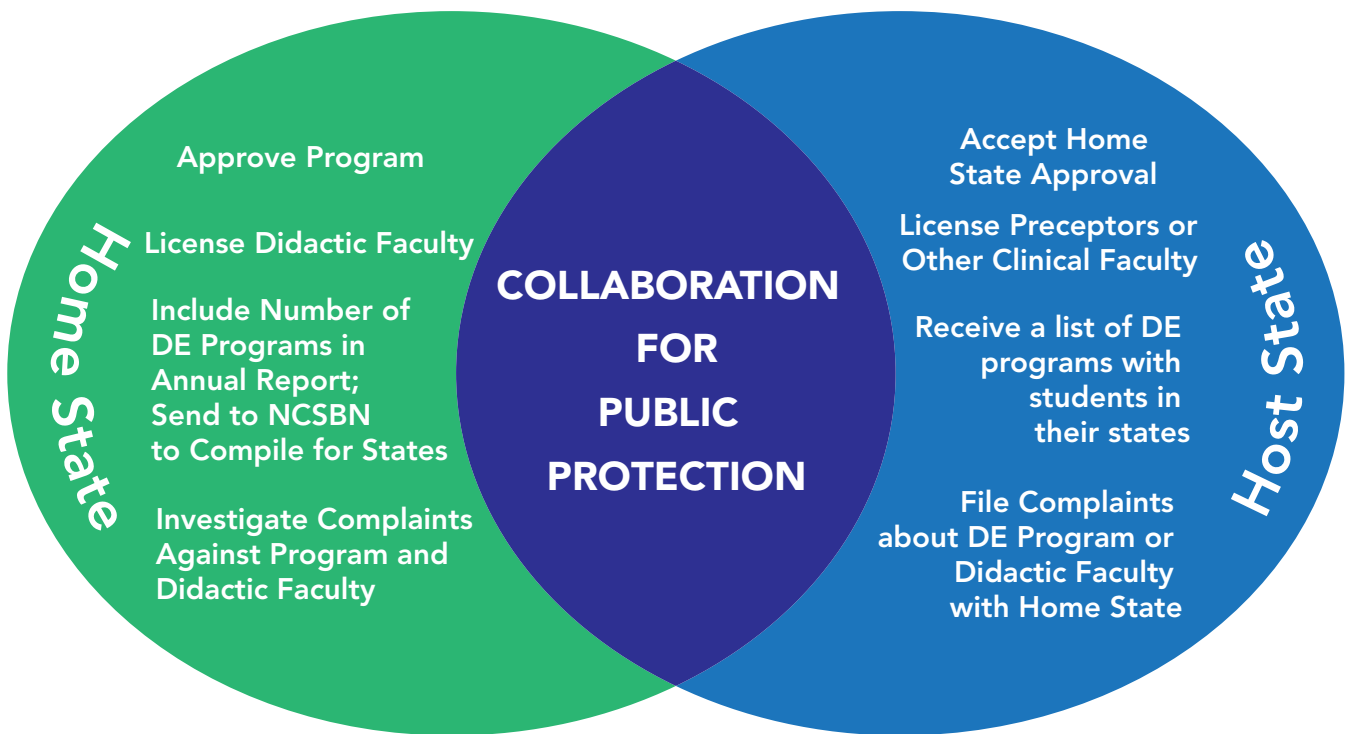 Home State
Approve Program
License Didactic Faculty
Include Number of
DE Programs in
Annual Report;
Send to NCSBN
to Compile for States
Investigate Complaints
Against Program and
Didactic Faculty
COLLABORATION
FOR
PUBLIC
PROTECTION
Accept Home
State Approval
License Preceptors or
Other Clinical Faculty
Receive a list of DE
programs with
students in
their states
File Complaints
about DE Program or
Didactic Faculty
with Home State
Host State